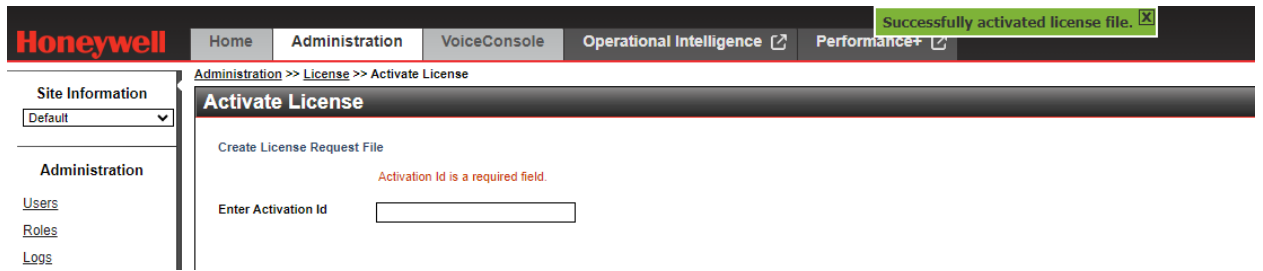 Successfully activated license file. X
Honeywell
Home Administration VoiceConsole Operational Intelligence Performance+
Administration >> License >> Activate License
Site Information
Default
Activate License
Create License Request File
Activation Id is a required field.
Enter Activation Id
Administration
Users
Roles
Logs